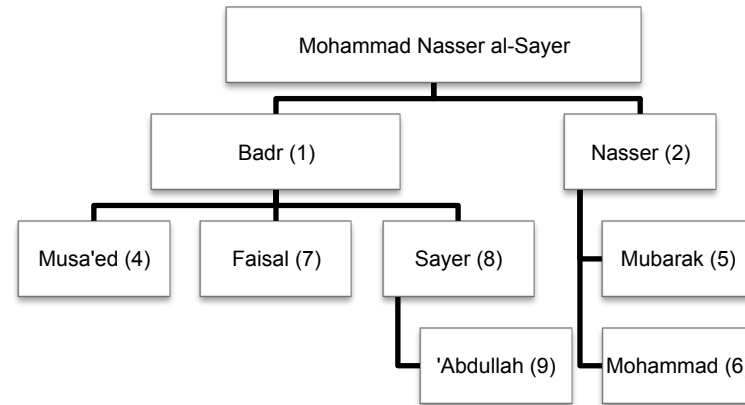 Mohammad Nasser al-Sayer
Badr (1)
Nasser (2)
Musa'ed (4)
Faisal (7)
Sayer (8)
Mubarak (5)
'Abdullah (9)
Mohammad (6